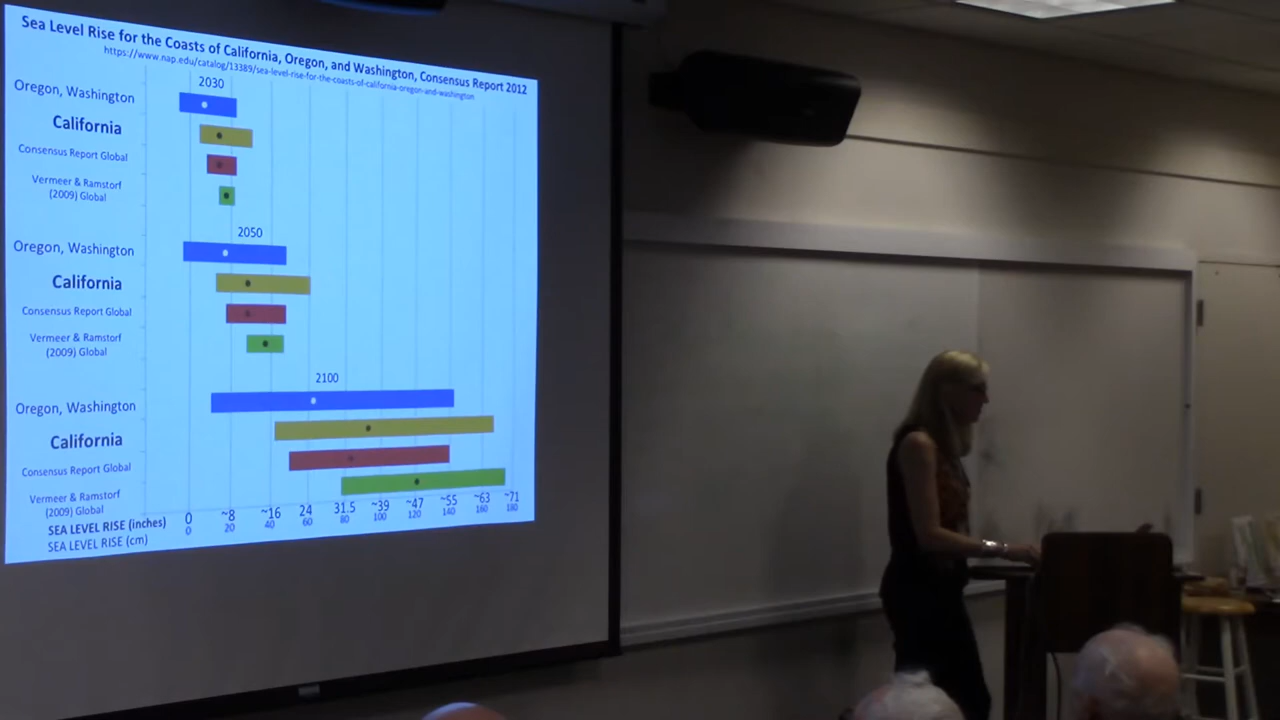 Sea Level Rise for the Coasts of California, Oregon, and Washington, Consensus Report 2012
https://www.nap.edu/catalog/13389/sea-level-rise-for-the-coasts-of-california-oregon-and-washington
2030
Oregon, Washington
California
Consensus Report Global
Vermeer & Ramstorf
(2009) Global
2050
Oregon, Washington
California
Consensus Report Global
Vermeer & Ramstorf
(2009) Global
2100
Oregon, Washington
California
Consensus Report Global
Vermeer & Ramstorf
(2009) Global
SEA LEVEL RISE (inches) 0 ~8 ~16 24 31.5 ~39 ~47 ~55 ~63 ~71
SEA LEVEL RISE (cm) 0 20 40 60 80 100 120 140 160 180